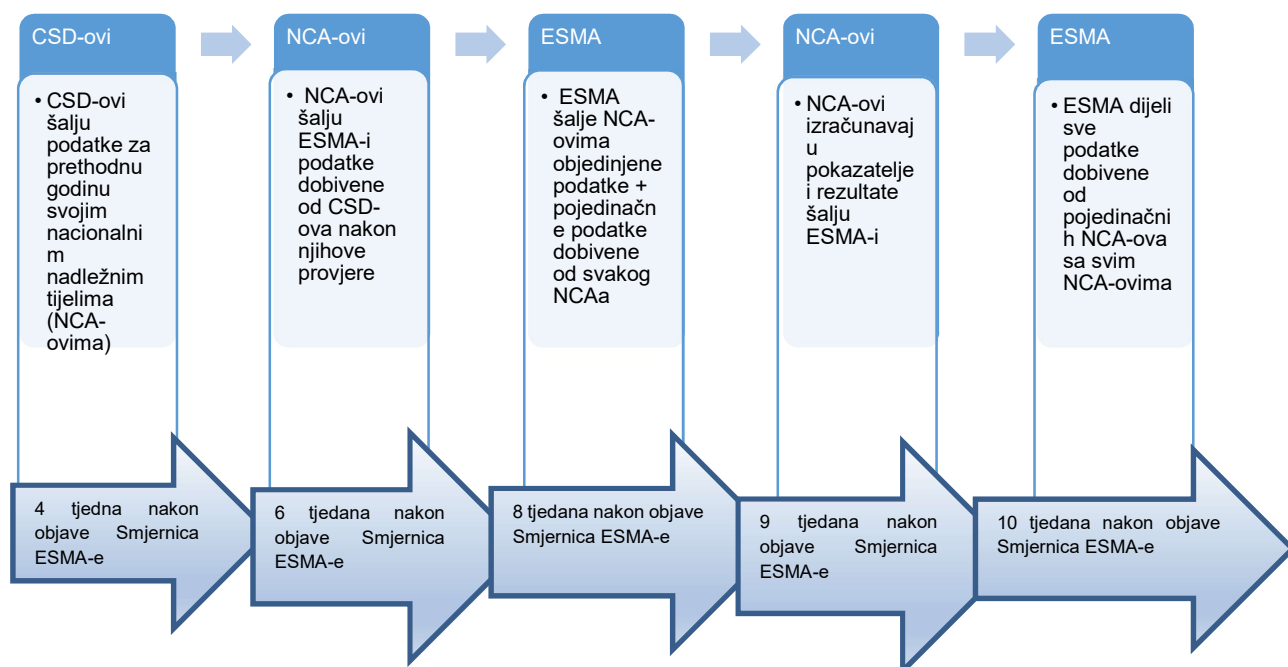 CSD-ovi
• CSD-ovi
šalju
podatke za
prethodnu
godinu
svojim
nacionalni
m
nadležnim
tijelima
(NCA-
ovima)
4 tjedna nakon
objave Smjernica
ESMA-e
NCA-ovi
• NCA-ovi
šalju
ESMA-i
podatke
dobivene
od CSD-
ova nakon
njihove
provjere
6 tjedana nakon
objave Smjernica
ESMA-e
ESMA
• ESMA
šalje NCA-
ovima
objedinjene
podatke +
pojedinačn
e podatke
dobivene
od svakog
NCAa
8 tjedana nakon objave
Smjernica ESMA-e
NCA-ovi
• NCA-ovi
izračunavaj
u
pokazatelje
i rezultate
šalju
ESMA-i
9 tjedana nakon
objave Smjernica
ESMA-e
ESMA
• ESMA dijeli
sve
podatke
dobivene
od
pojedinačni
h NCA-ova
sa svim
NCA-ovima
10 tjedana nakon objave
Smjernica ESMA-e